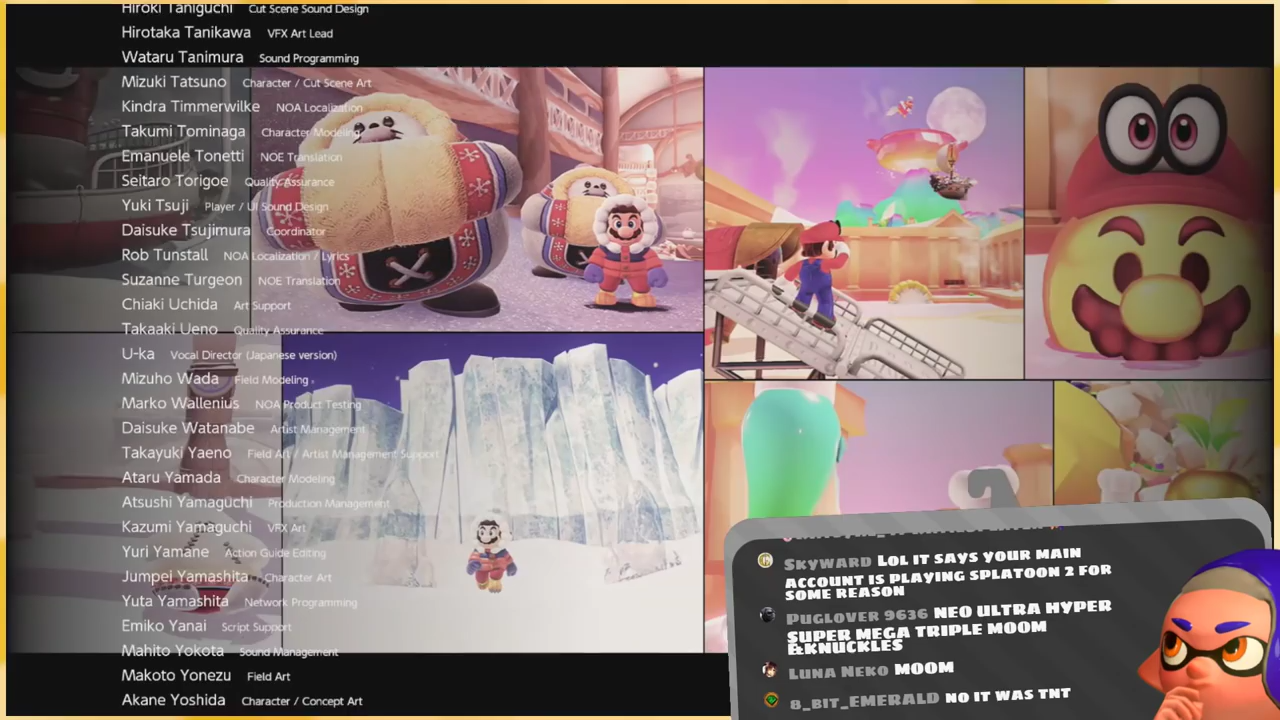 Hiroki Taniguchi Cut Scene Sound Design
Hirotaka Tanikawa VFX Art Lead
Wataru Tanimura Sound Programming
Mizuki Tatsuno Character / Cut Scene Art
Kindra Timmerwilke NOA Localization
Takumi Tominaga Character Modeling
Emanuele Tonetti NOE Translation
Seitaro Torigoe Quality Assurance
Yuki Tsuji Player / UI Sound Design
Daisuke Tsujimura Coordinator
Rob Tunstall NOA Localization / Lyrics
Suzanne Turgeon NOE Translation
Chiaki Uchida Art Support
Takaaki Ueno Quality Assurance
U-ka Vocal Director (Japanese version)
Mizuho Wada Field Modeling
Marko Wallenius NOA Product Testing
Daisuke Watanabe Artist Management
Takayuki Yaeno Field Art / Artist Management Support
Ataru Yamada Character Modeling
Atsushi Yamaguchi Production Management
Kazumi Yamaguchi VFX Art
Yuri Yamane Action Guide Editing
Jumpei Yamashita Character Art
Yuta Yamashita Network Programming
Emiko Yanai Script Support
Mahito Yokota Sound Management
Makoto Yonezu Field Art
Akane Yoshida Character / Concept Art
Skyward Lol it says your main
account is playing Splatoon 2 for
some reason
Puglover 9636 NEO ULTRA HYPER
SUPER MEGA TRIPLE MOOM
&KNUCKLES
Luna Neko MOOM
8_BIT_EMERALD NO IT WAS TNT